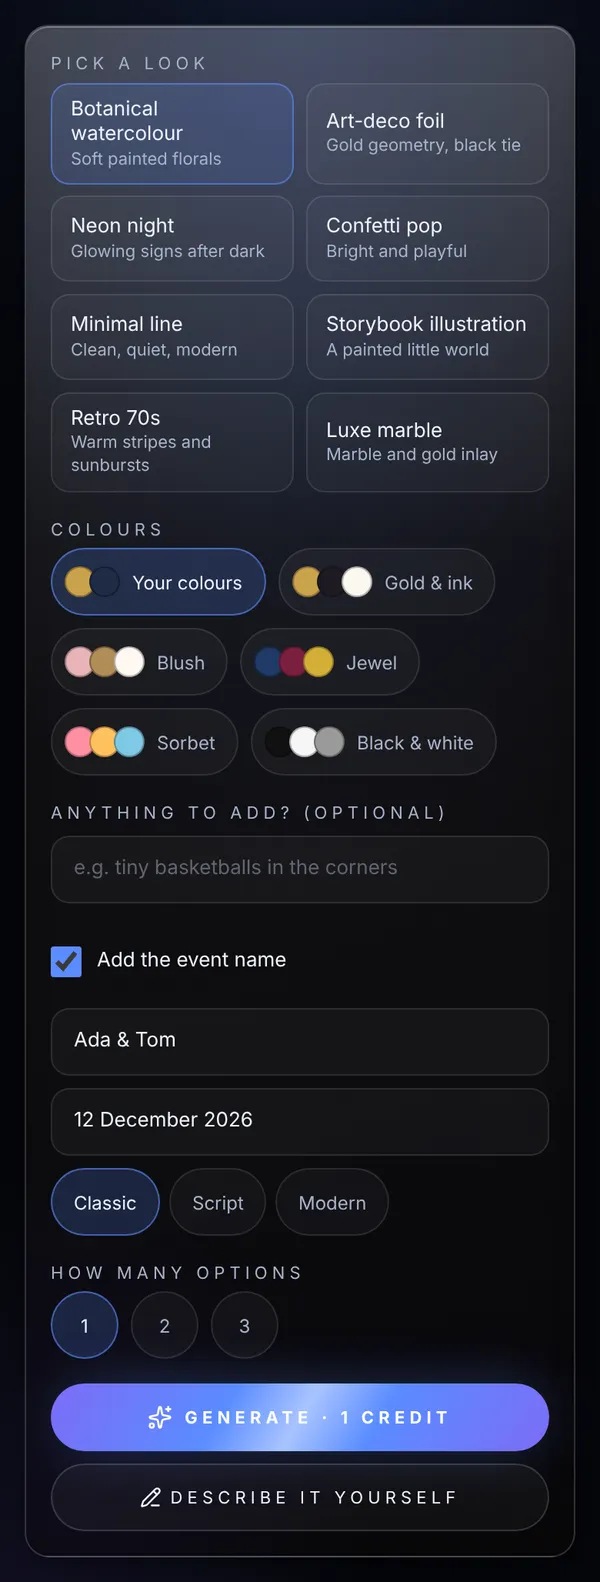 PICK A LOOK
Botanical
watercolour
Soft painted florals
Art-deco foil
Gold geometry, black tie
Neon night
Glowing signs after dark
Confetti pop
Bright and playful
Minimal line
Clean, quiet, modern
Storybook illustration
A painted little world
Retro 70s
Warm stripes and
sunbursts
Luxe marble
Marble and gold inlay
COLOURS
Your colours
Gold & ink
Blush
Jewel
Sorbet
Black & white
ANYTHING TO ADD? (OPTIONAL)
e.g. tiny basketballs in the corners
Add the event name
Ada & Tom
12 December 2026
Classic
Script
Modern
HOW MANY OPTIONS
1
2
3
GENERATE · 1 CREDIT
DESCRIBE IT YOURSELF